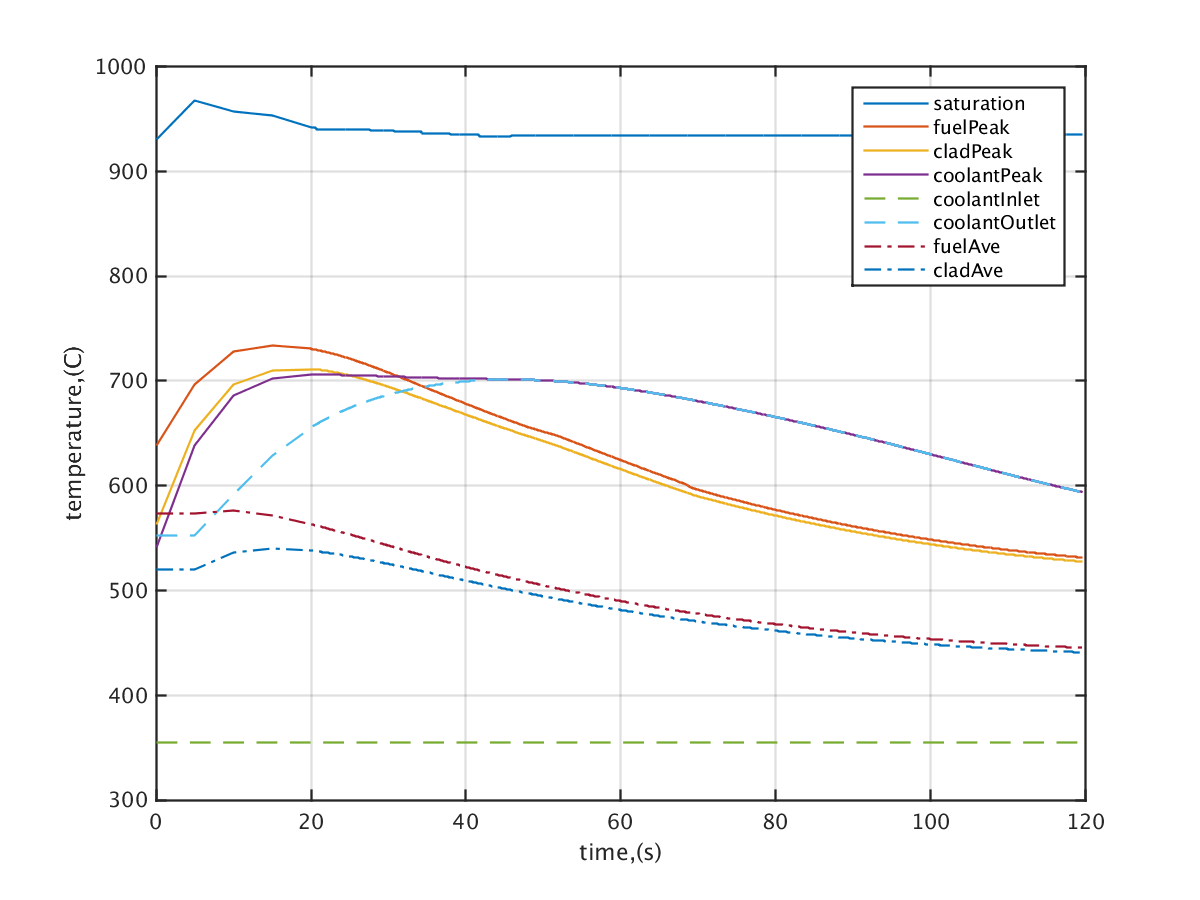 1000
900
800
700
600
500
400
300
temperature,(C)
0 20 40 60 80 100 120
time,(s)
saturation
fuelPeak
cladPeak
coolantPeak
coolantInlet
coolantOutlet
fuelAve
cladAve